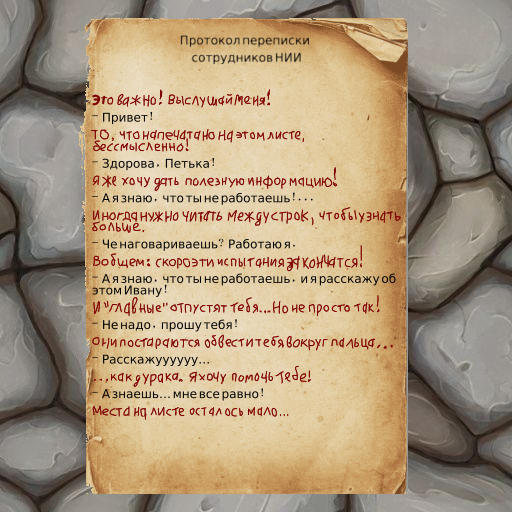 Протокол переписки
сотрудников НИИ
Это важно! Выслушай меня!
- Привет!
То, что напечатано на этом листе,
бессмысленно!
- Здорова, Петька!
Я же хочу дать полезную информацию!
- А я знаю, что ты не работаешь!...
Иногда нужно читать между строк, чтобы узнать
больше.
- Че наговариваешь? Работаю я.
Вобщем: скоро эти испытания закончатся!
- А я знаю, что ты не работаешь, и я расскажу об
этом Ивану!
И "главные" отпустят тебя...Но не просто так!
- Не надо, прошу тебя!
Они постараются обвести тебя вокруг пальца,..
- Расскажуууууу...
..,как дурака. Я хочу помочь тебе!
- А знаешь... мне все равно!
Места на листе осталось мало...